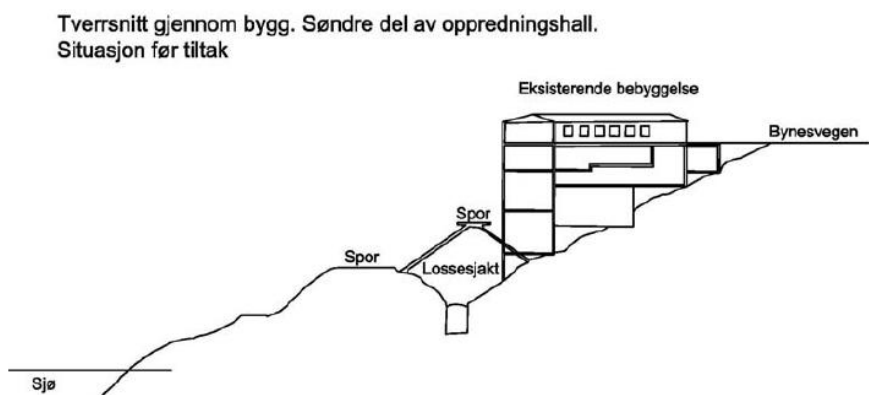 Tverrsnitt gjennom bygg. Søndre del av oppredningshall.
Situasjon før tiltak
Eksisterende bebyggelse
Bynesvegen
Spor
Spor
Lossesjakt
Sjø